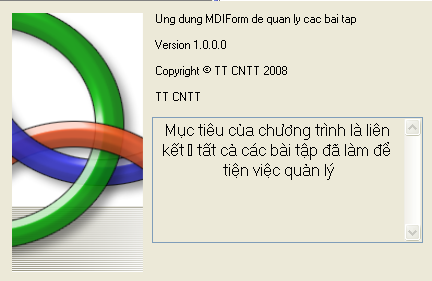 Ung dung MDIForm de quan ly cac bai tap
Version 1.0.0.0
Copyright © TT CNTT 2008
TT CNTT
Mục tiêu của chương trình là liên
kết tất cả các bài tập đã làm để
tiện việc quản lý